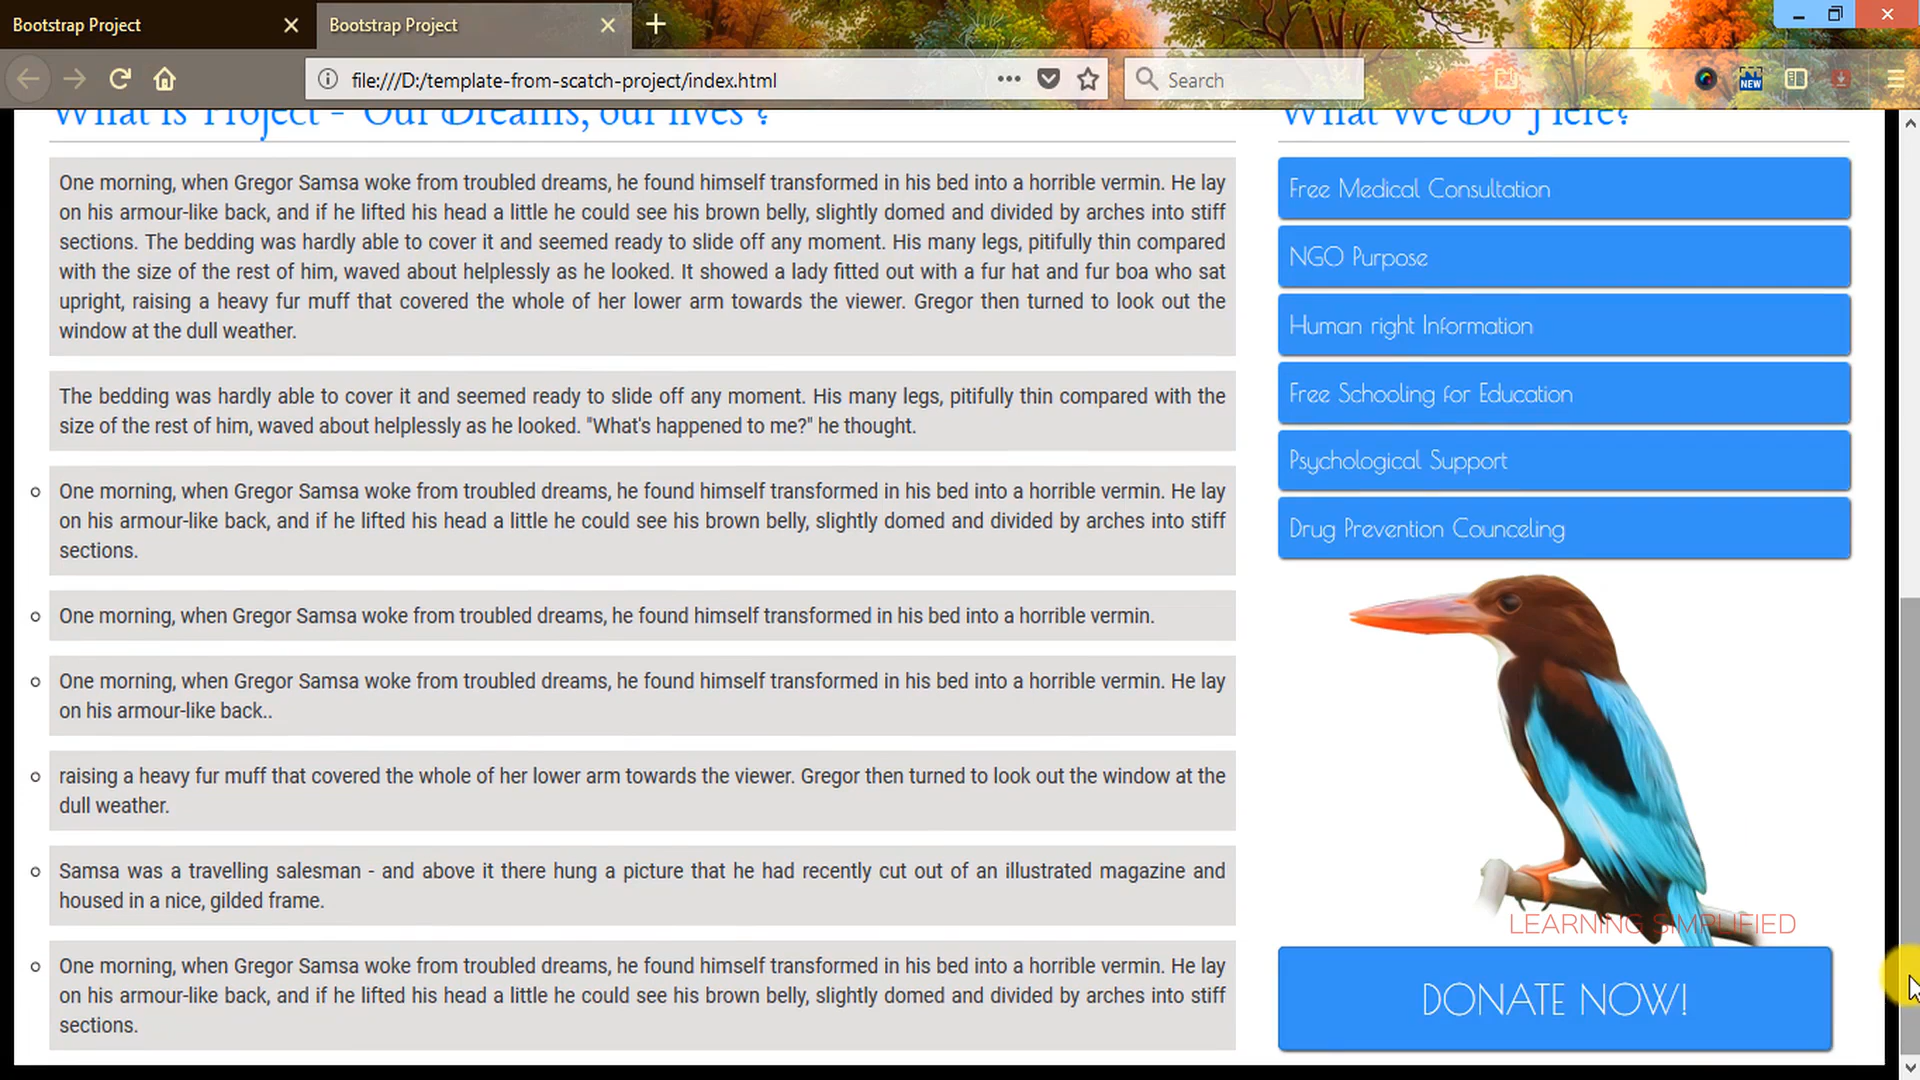 Bootstrap Project
Bootstrap Project
file:///D:/template-from-scatch-project/index.html
Search
NEW
What is Project - 'Our Dreams, our lives'?
One morning, when Gregor Samsa woke from troubled dreams, he found himself transformed in his bed into a horrible vermin. He lay
on his armour-like back, and if he lifted his head a little he could see his brown belly, slightly domed and divided by arches into stiff
sections. The bedding was hardly able to cover it and seemed ready to slide off any moment. His many legs, pitifully thin compared
with the size of the rest of him, waved about helplessly as he looked. It showed a lady fitted out with a fur hat and fur boa who sat
upright, raising a heavy fur muff that covered the whole of her lower arm towards the viewer. Gregor then turned to look out the
window at the dull weather.
The bedding was hardly able to cover it and seemed ready to slide off any moment. His many legs, pitifully thin compared with the
size of the rest of him, waved about helplessly as he looked. "What's happened to me?" he thought.
One morning, when Gregor Samsa woke from troubled dreams, he found himself transformed in his bed into a horrible vermin. He lay
on his armour-like back, and if he lifted his head a little he could see his brown belly, slightly domed and divided by arches into stiff
sections.
One morning, when Gregor Samsa woke from troubled dreams, he found himself transformed in his bed into a horrible vermin.
One morning, when Gregor Samsa woke from troubled dreams, he found himself transformed in his bed into a horrible vermin. He lay
on his armour-like back..
raising a heavy fur muff that covered the whole of her lower arm towards the viewer. Gregor then turned to look out the window at the
dull weather.
Samsa was a travelling salesman - and above it there hung a picture that he had recently cut out of an illustrated magazine and
housed in a nice, gilded frame.
One morning, when Gregor Samsa woke from troubled dreams, he found himself transformed in his bed into a horrible vermin. He lay
on his armour-like back, and if he lifted his head a little he could see his brown belly, slightly domed and divided by arches into stiff
sections.
What We Do Here?
Free Medical Consultation
NGO Purpose
Human right Information
Free Schooling for Education
Psychological Support
Drug Prevention Counceling
LEARNING SIMPLIFIED
DONATE NOW!